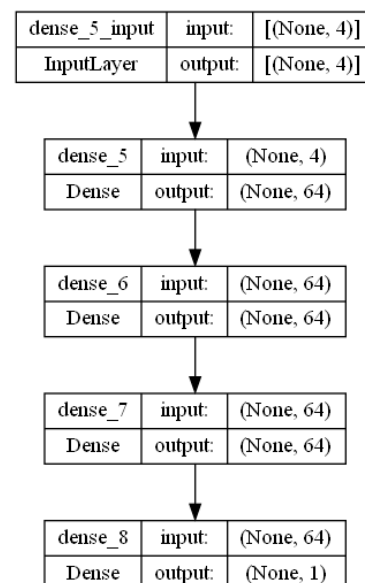 dense_5_input input: [(None, 4)]
InputLayer output: [(None, 4)]
dense_5 input: (None, 4)
Dense output: (None, 64)
dense_6 input: (None, 64)
Dense output: (None, 64)
dense_7 input: (None, 64)
Dense output: (None, 64)
dense_8 input: (None, 64)
Dense output: (None, 1)